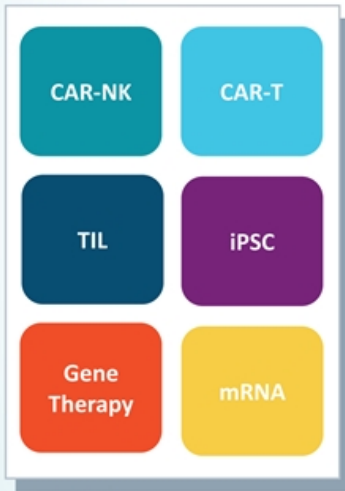 CAR-NK
CAR-T
TIL
iPSC
Gene
Therapy
mRNA